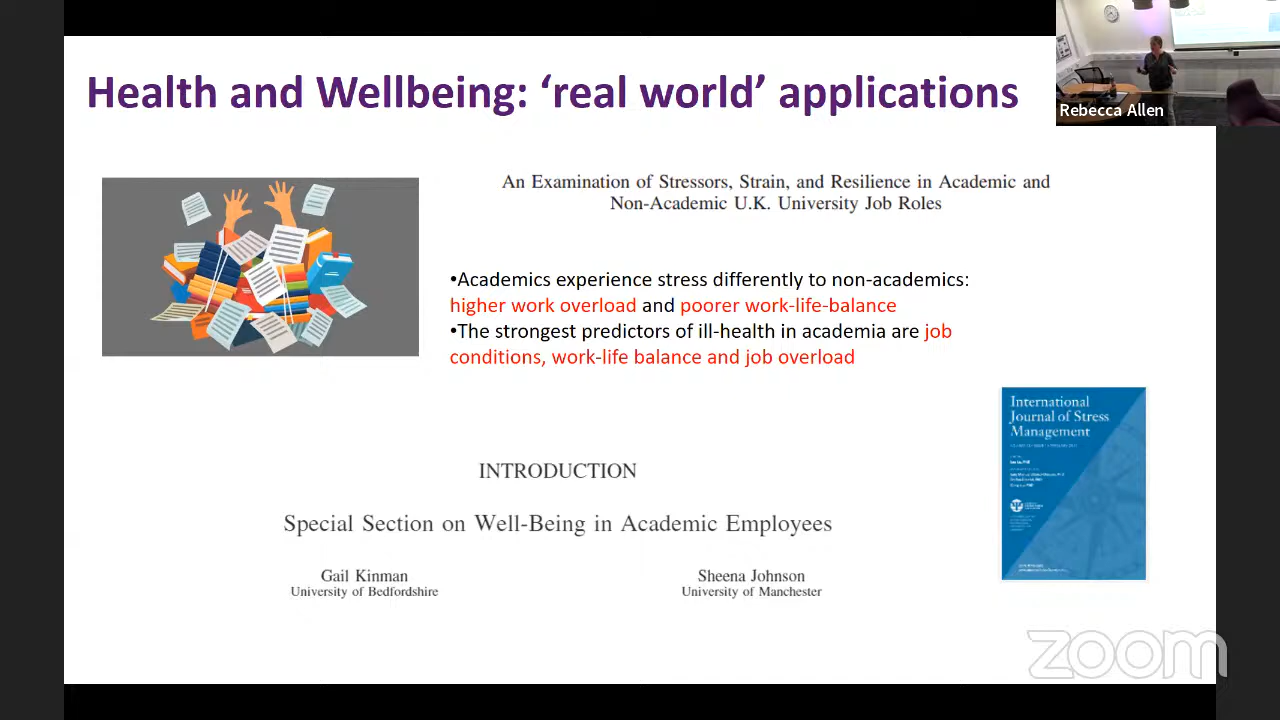 Health and Wellbeing: ‘real world’ applications
Rebecca Allen
An Examination of Stressors, Strain, and Resilience in Academic and
Non-Academic U.K. University Job Roles
•Academics experience stress differently to non-academics:
higher work overload and poorer work-life-balance
•The strongest predictors of ill-health in academia are job
conditions, work-life balance and job overload
International
Journal of Stress
Management
INTRODUCTION
Special Section on Well-Being in Academic Employees
Gail Kinman
University of Bedfordshire
Sheena Johnson
University of Manchester
zoom